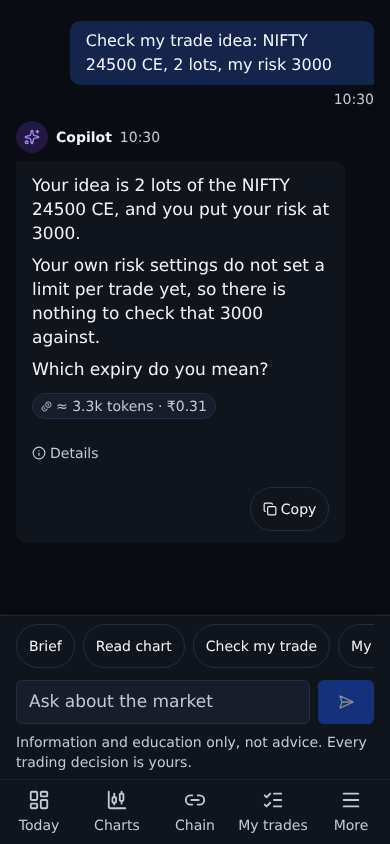 Check my trade idea: NIFTY
24500 CE, 2 lots, my risk 3000
10:30
Copilot 10:30
Your idea is 2 lots of the NIFTY
24500 CE, and you put your risk at
3000.
Your own risk settings do not set a
limit per trade yet, so there is
nothing to check that 3000
against.
Which expiry do you mean?
≈ 3.3k tokens · ₹0.31
Details
Copy
Brief Read chart Check my trade My
Ask about the market
Information and education only, not advice. Every
trading decision is yours.
Today Charts Chain My trades More